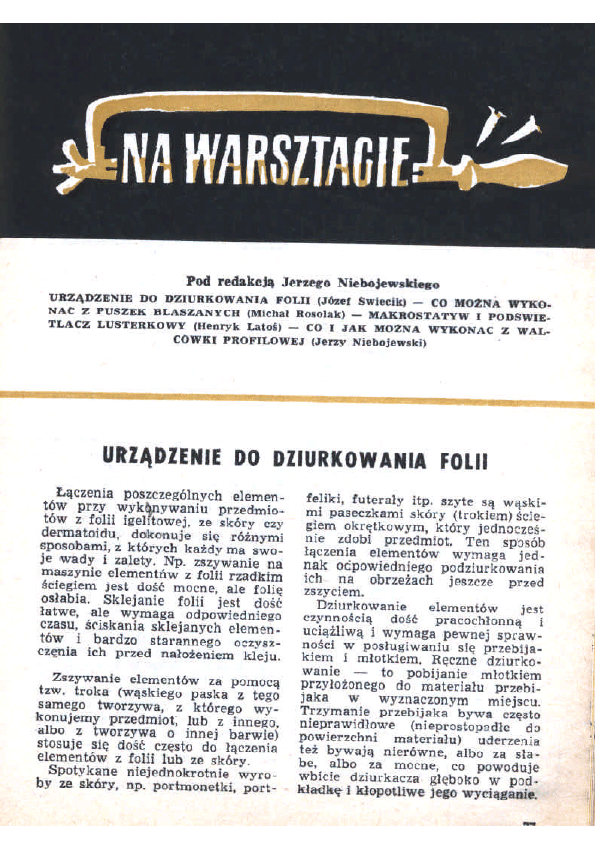 NA WARSZTACIE
Pod redakcją Jerzego Niebojewskiego
URZĄDZENIE DO DZIURKOWANIA FOLII (Józef Swiecik) — CO MOŻNA WYKO-
NAC Z PUSZEK BLASZANYCH (Michał Rosolak) — MAKROSTATYW I PODSWIE-
TLACZ LUSTERKOWY (Henryk Latoś) — CO I JAK MOŻNA WYKONAC Z WAL-
CÓWKI PROFILOWEJ (Jerzy Niebojewski)
URZĄDZENIE DO DZIURKOWANIA FOLII
Łączenia poszczególnych elemen-
tów przy wykonywaniu przedmio-
tów z folii igelitowej, ze skóry czy
dermatoidu, dokonuje się różnymi
sposobami, z których każdy ma swo-
je wady i zalety. Np. zszywanie na
maszynie elementów z folii rzadkim
ściegiem jest dość mocne, ale folię
osłabia. Sklejanie folii jest dość
łatwe, ale wymaga odpowiedniego
czasu, ściskania sklejanych elemen-
tów i bardzo starannego oczysz-
czenia ich przed nałożeniem kleju.
Zszywanie elementów za pomocą
tzw. troka (wąskiego paska z tego
samego tworzywa, z którego wy-
konujemy przedmiot, lub z innego,
albo z tworzywa o innej barwie)
stosuje się dość często do łączenia
elementów z folii lub ze skóry.
Spotykane niejednokrotnie wyro-
by ze skóry, np. portmonetki, port-
feliki, futerały itp. szyte są wąski-
mi paseczkami skóry (trokiem) ście-
giem okrętkowym, który jednocześ-
nie zdobi przedmiot. Ten sposób
łączenia elementów wymaga jed-
nak odpowiedniego podziurkowania
ich na obrzeżach jeszcze przed
zszyciem.
Dziurkowanie elementów jest
czynnością dość pracochłonną i
uciążliwą i wymaga pewnej spraw-
ności w posługiwaniu się przebija-
kiem i młotkiem. Ręczne dziurko-
wanie — to pobijanie młotkiem
przyłożonego do materiału przebi-
jaka w wyznaczonym miejscu.
Trzymanie przebijaka bywa często
nieprawidłowe (nieprostopadle do
powierzchni materiału) uderzenia
też bywają nierówne, albo za sła-
be, albo za mocne, co powoduje
wbicie dziurkacza głęboko w pod-
kładkę i kłopotliwe jego wyciąganie.